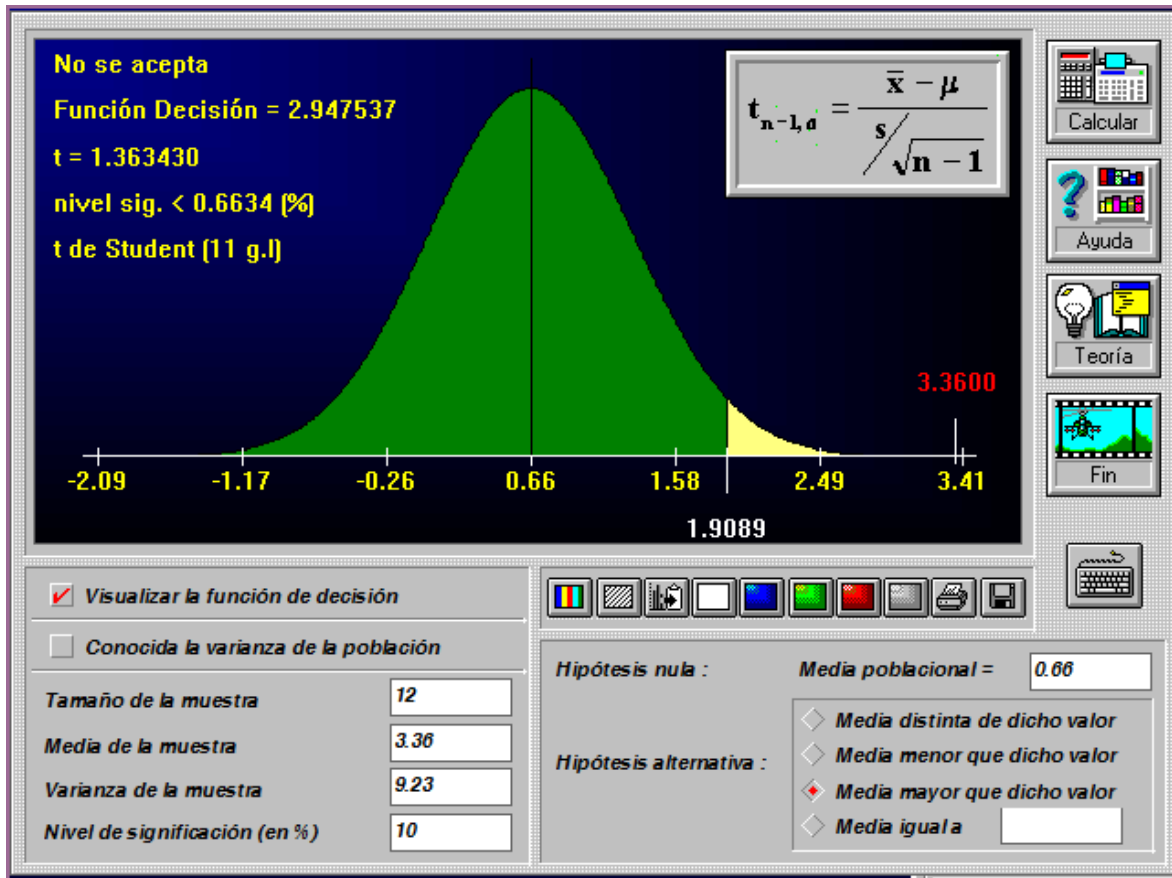 No se acepta
Función Decisión = 2.947537
t = 1.363430
nivel sig. < 0.6634 (%)
t de Student (11 g.l)
t n-1, α = x̄ - μ / s/√n - 1
3.3600
-2.09 -1.17 -0.26 0.66 1.58 2.49 3.41
1.9089
Calcular
Ayuda
Teoría
Fin
Visualizar la función de decisión
Conocida la varianza de la población
Tamaño de la muestra 12
Media de la muestra 3.36
Varianza de la muestra 9.23
Nivel de significación (en %) 10
Hipótesis nula : Media poblacional = 0.66
Hipótesis alternativa :
Media distinta de dicho valor
Media menor que dicho valor
Media mayor que dicho valor
Media igual a